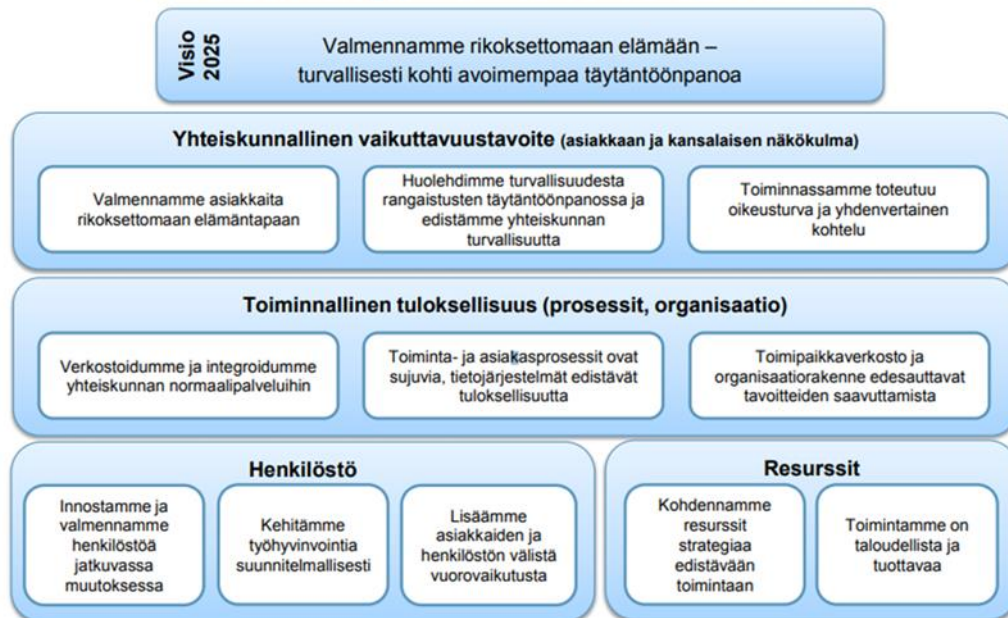 Visio
2025
Valmennamme rikoksettomaan elämään –
turvallisesti kohti avoimempaa täytäntöönpanoa
Yhteiskunnallinen vaikuttavuustavoite (asiakkaan ja kansalaisen näkökulma)
Valmennamme asiakkaita
rikoksettomaan elämäntapaan
Huolehdimme turvallisuudesta
rangaistusten täytäntöönpanossa ja
edistämme yhteiskunnan
turvallisuutta
Toiminnassamme toteutuu
oikeusturva ja yhdenvertainen
kohtelu
Toiminnallinen tuloksellisuus (prosessit, organisaatio)
Verkostoidumme ja integroidumme
yhteiskunnan normaalipalveluihin
Toiminta- ja asiakasprosessit ovat
sujuvia, tietojärjestelmät edistävät
tuloksellisuutta
Toimipaikkaverkosto ja
organisaatiorakenne edesauttavat
tavoitteiden saavuttamista
Henkilöstö
Innostamme ja
valmennamme
henkilöstöä
jatkuvassa
muutoksessa
Kehitämme
työhyvinvointia
suunnitelmallisesti
Lisäämme
asiakkaiden ja
henkilöstön välistä
vuorovaikutusta
Resurssit
Kohdennamme
resurssit
strategiaa
edistävään
toimintaan
Toimintamme on
taloudellista ja
tuottavaa